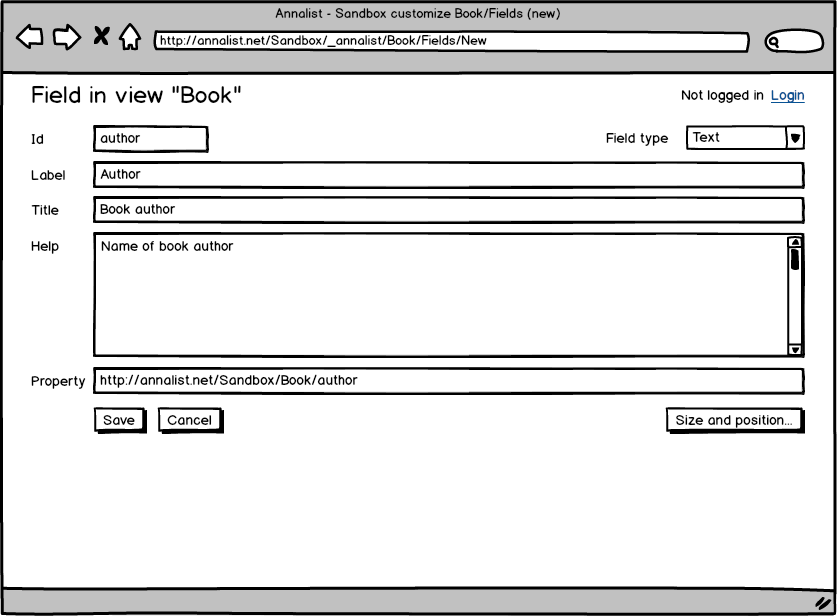 Annalist - Sandbox customize Book/Fields (new)
http://annalist.net/Sandbox/_annalist/Book/Fields/New
Field in view "Book"
Not logged in Login
Id author Field type Text
Label Author
Title Book author
Help Name of book author
Property http://annalist.net/Sandbox/Book/author
Save Cancel Size and position...